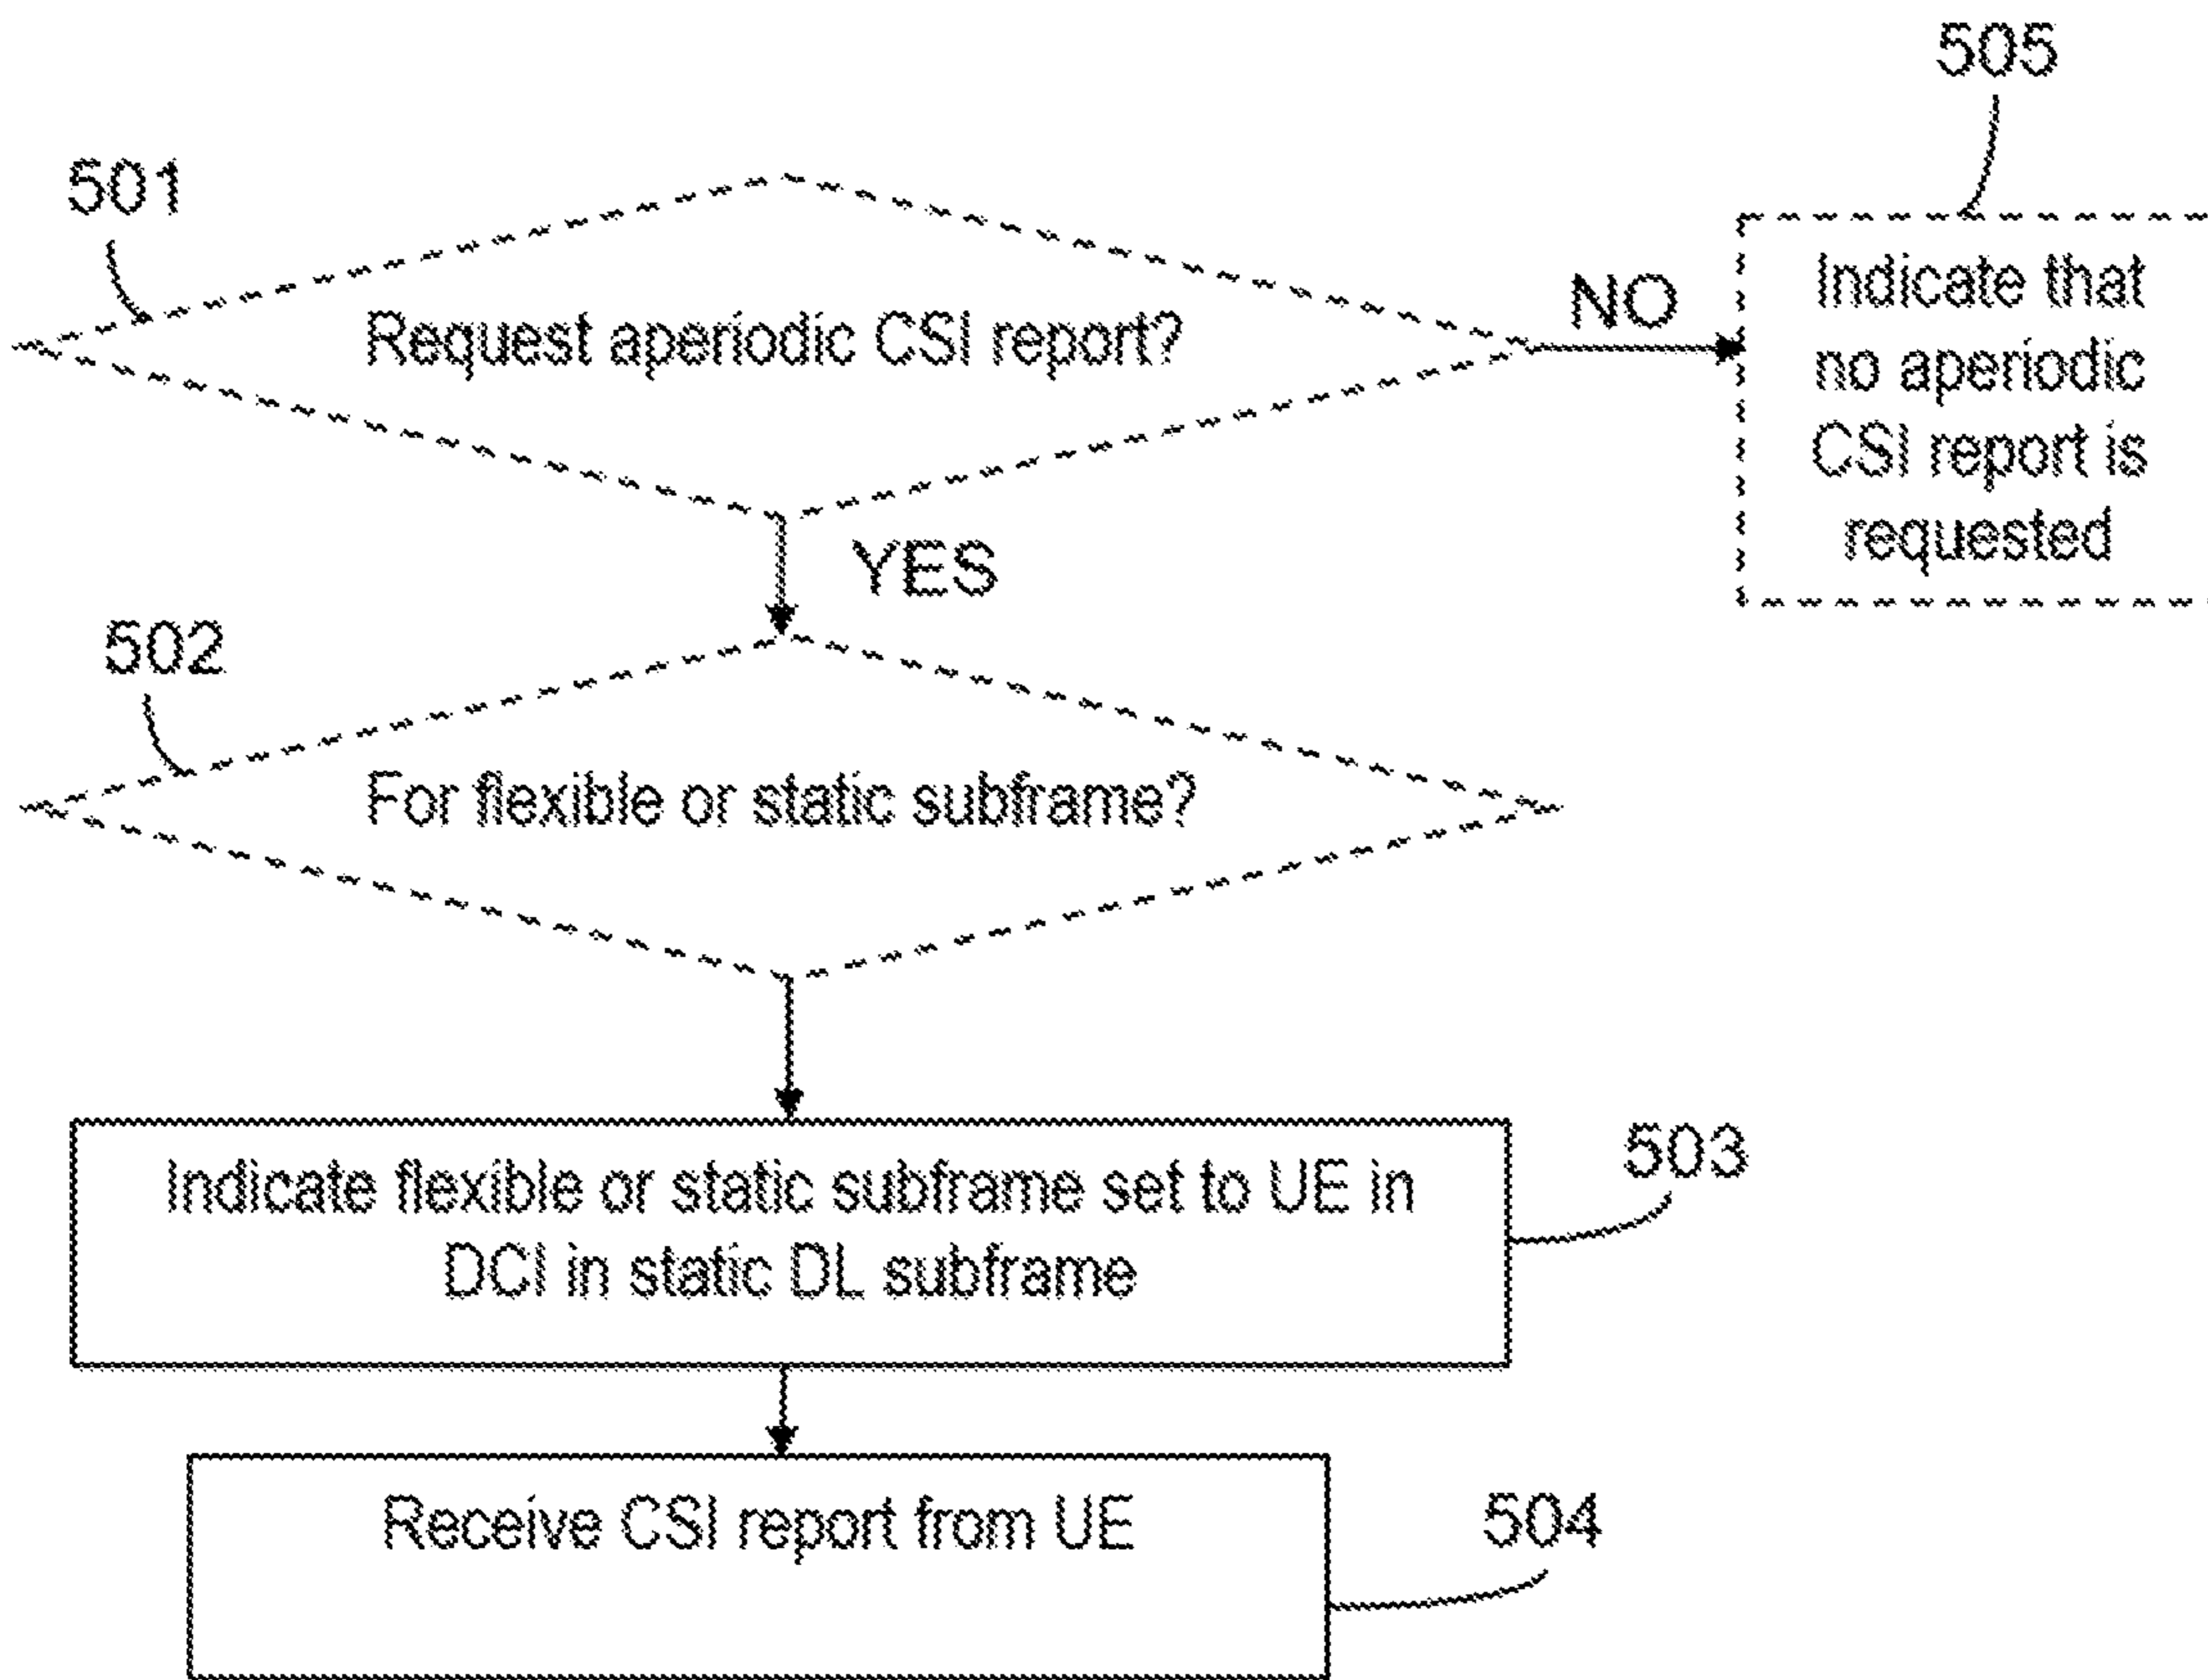 505
501
Request aperiodic CSI report?
NO
Indicate that
no aperiodic
CSI report is
requested
YES
502
For flexible or static subframe?
503
Indicate flexible or static subframe set to UE in
DCI in static DL subframe
504
Receive CSI report from UE